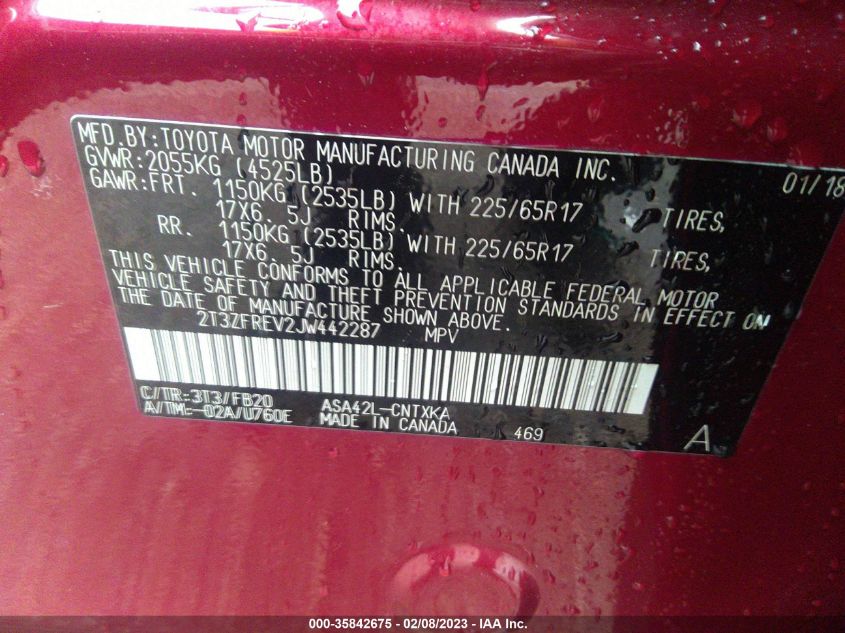 MFD.BY:TOYOTA MOTOR MANUFACTURING CANADA INC.
GVWR:2055KG (4525LB) 01/18
GAWR:FRT. 1150KG (2535LB) WITH 225/65R17 TIRES,
17X6. 5J RIMS.
RR. 1150KG (2535LB) WITH 225/65R17 TIRES,
17X6. 5J RIMS.
THIS VEHICLE CONFORMS TO ALL APPLICABLE FEDERAL MOTOR
VEHICLE SAFETY AND THEFT PREVENTION STANDARDS IN EFFECT ON
THE DATE OF MANUFACTURE SHOWN ABOVE.
2T3ZFREV2JW442287 MPV
C/TR:3T3/FB20 ASA42L-CNTXKA
A/TM:-02A/U760E MADE IN CANADA 469 A
000-35842675 - 02/08/2023 - IAA Inc.